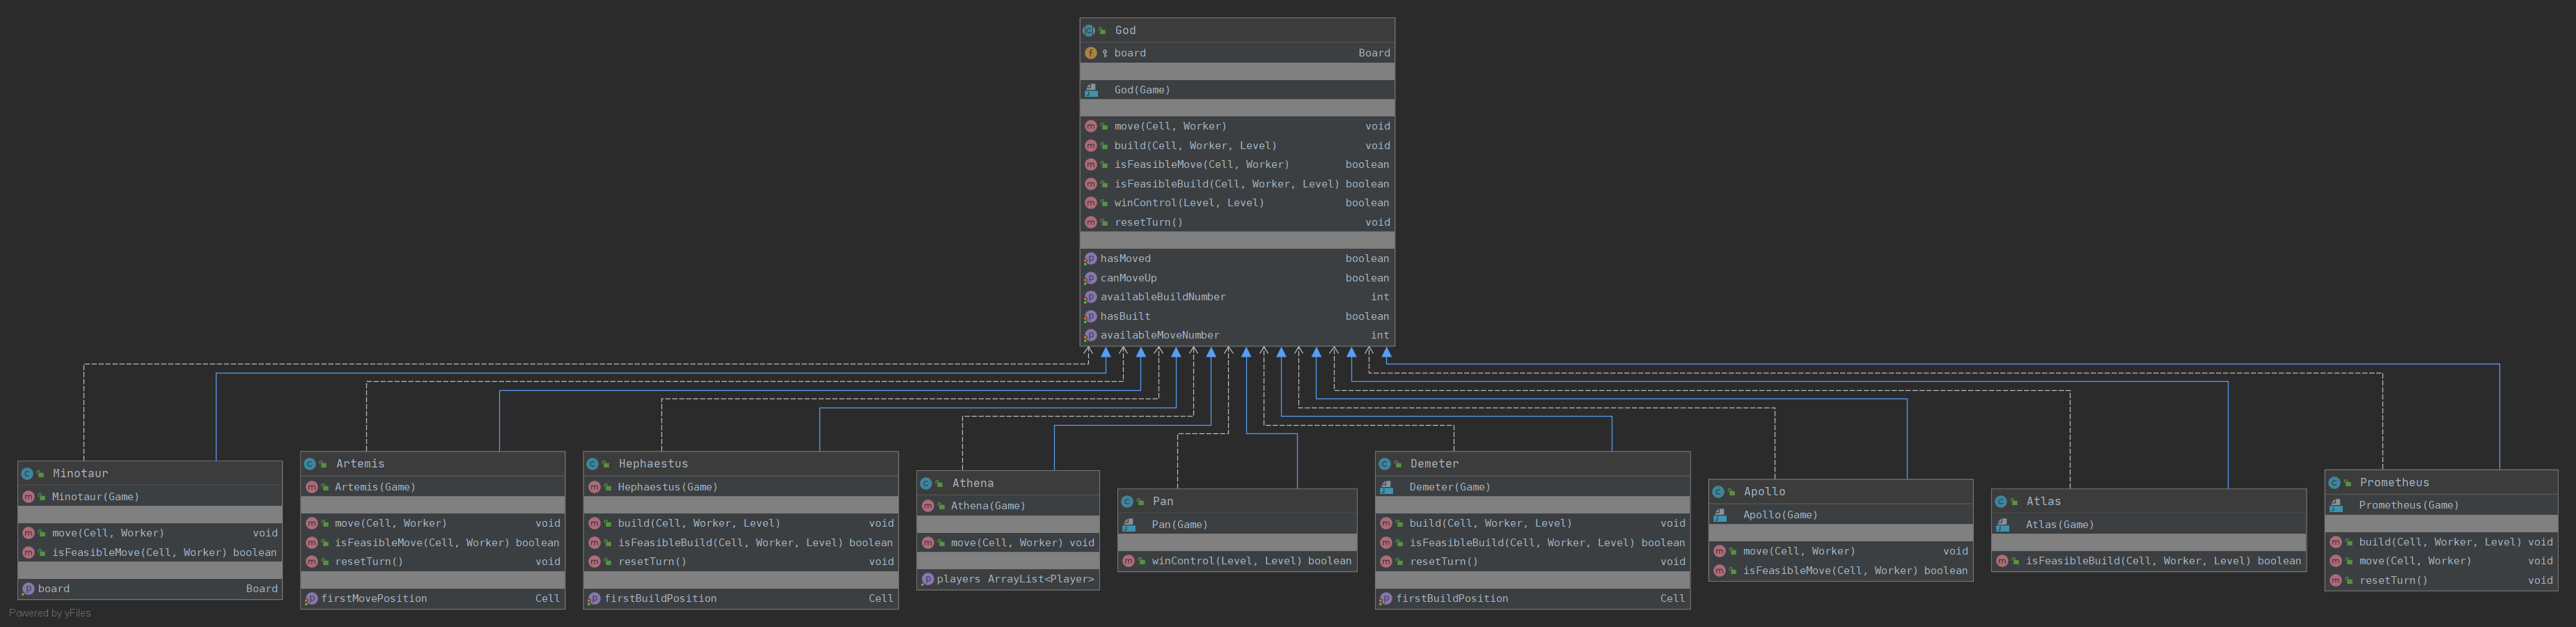 God
board Board
God(Game)
move(Cell, Worker) void
build(Cell, Worker, Level) void
isFeasibleMove(Cell, Worker) boolean
isFeasibleBuild(Cell, Worker, Level) boolean
winControl(Level, Level) boolean
resetTurn() void
hasMoved boolean
canMoveUp boolean
availableBuildNumber int
hasBuilt boolean
availableMoveNumber int
Minotaur
Minotaur(Game)
move(Cell, Worker) void
isFeasibleMove(Cell, Worker) boolean
board Board
Artemis
Artemis(Game)
move(Cell, Worker) void
isFeasibleMove(Cell, Worker) boolean
resetTurn() void
firstMovePosition Cell
Hephaestus
Hephaestus(Game)
build(Cell, Worker, Level) void
isFeasibleBuild(Cell, Worker, Level) boolean
resetTurn() void
firstBuildPosition Cell
Athena
Athena(Game)
move(Cell, Worker) void
players ArrayList<Player>
Pan
Pan(Game)
winControl(Level, Level) boolean
Demeter
Demeter(Game)
build(Cell, Worker, Level) void
isFeasibleBuild(Cell, Worker, Level) boolean
resetTurn() void
firstBuildPosition Cell
Apollo
Apollo(Game)
move(Cell, Worker) void
isFeasibleMove(Cell, Worker) boolean
Atlas
Atlas(Game)
isFeasibleBuild(Cell, Worker, Level) boolean
Prometheus
Prometheus(Game)
build(Cell, Worker, Level) void
move(Cell, Worker) void
resetTurn() void
Powered by yFiles